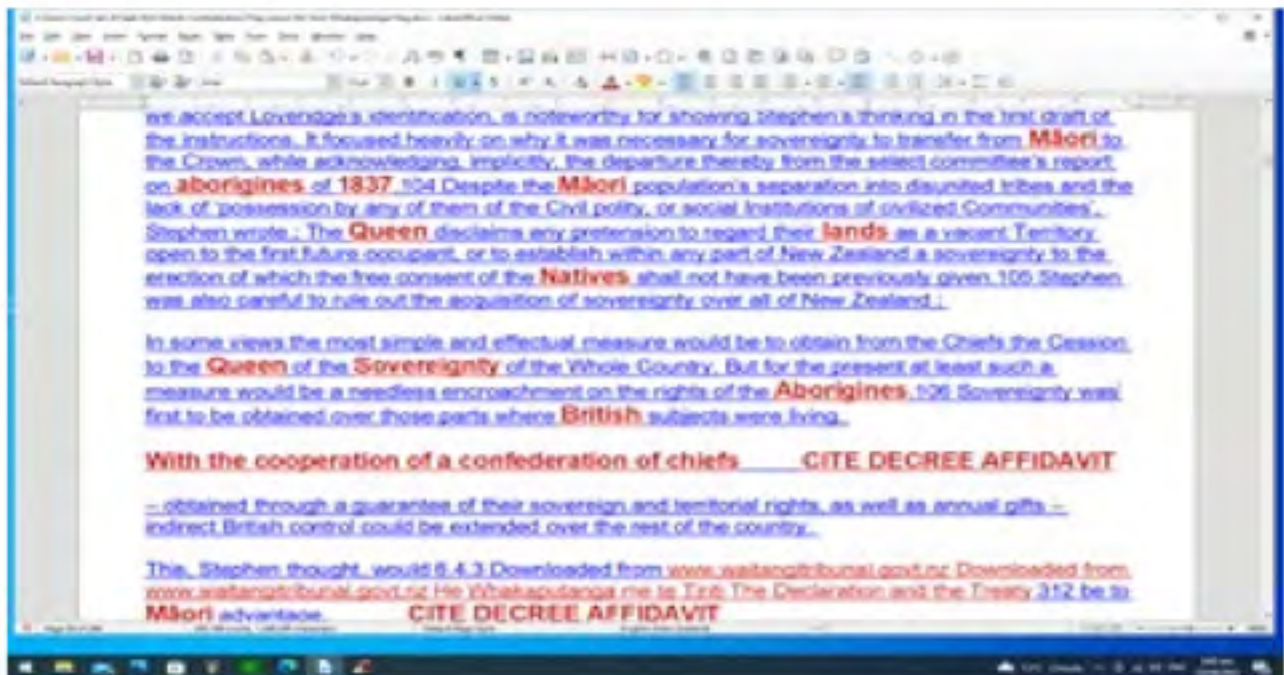 we accept Loveridge's identification, is noteworthy for showing Stephen's thinking in the first draft of
the instructions. It focused heavily on why it was necessary for sovereignty to transfer from Māori to
the Crown, while acknowledging, implicitly, the departure thereby from the select committee's report
on aborigines of 1837.104 Despite the Māori population's separation into disunited tribes and the
lack of 'possession by any of them of the Civil polity, or social Institutions of civilized Communities',
Stephen wrote ; The Queen disclaims any pretension to regard their lands as a vacant Territory
open to the first future occupant, or to establish within any part of New Zealand a sovereignty to the
erection of which the free consent of the Natives shall not have been previously given.105 Stephen
was also careful to rule out the acquisition of sovereignty over all of New Zealand ;
In some views the most simple and effectual measure would be to obtain from the Chiefs the Cession
to the Queen of the Sovereignty of the Whole Country. But for the present at least such a
measure would be a needless encroachment on the rights of the Aborigines.106 Sovereignty was
first to be obtained over those parts where British subjects were living.
With the cooperation of a confederation of chiefs CITE DECREE AFFIDAVIT
– obtained through a guarantee of their sovereign and territorial rights, as well as annual gifts –
indirect British control could be extended over the rest of the country.
This, Stephen thought, would 6.4.3 Downloaded from www.waitangitribunal.govt.nz Downloaded from
www.waitangitribunal.govt.nz He Whakaputanga me te Tiriti The Declaration and the Treaty 312 be to
Māori advantage. CITE DECREE AFFIDAVIT